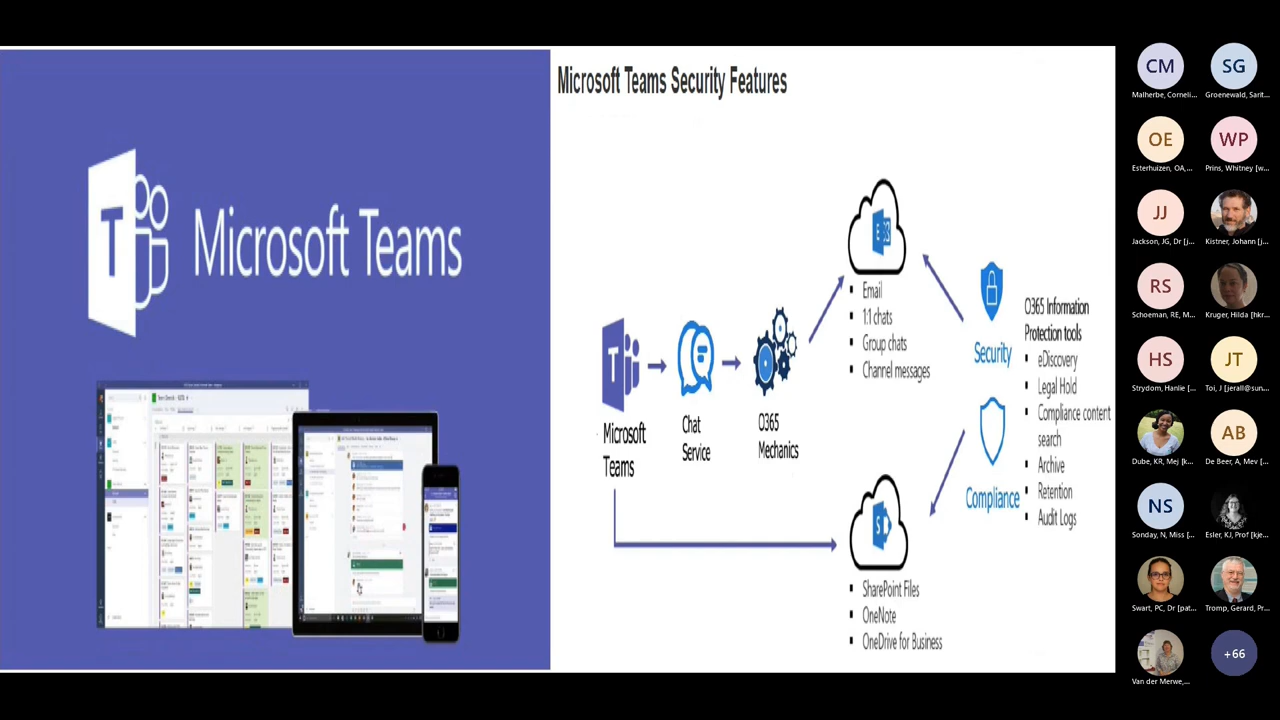 Microsoft Teams
Microsoft Teams Security Features
Email
1:1 chats
Group chats
Channel messages
Microsoft
Teams
Chat
Service
O365
Mechanics
Security
Compliance
O365 Information
Protection tools
eDiscovery
Legal Hold
Compliance content
search
Archive
Retention
Audit Logs
SharePoint Files
OneNote
OneDrive for Business
CM
Malherbe, Corneli...
SG
Groenewald, Sarit...
OE
Esterhuizen, OA,...
WP
Prins, Whitney [w...
JJ
Jackson, JG, Dr [j...
Kistner, Johann [j...
RS
Schoeman, RE, M...
Kruger, Hilda [hkr...
HS
Strydom, Hanlie [...
JT
Toi, J [jerall@sun...
Dube, KR, Mej [k...
AB
De Beer, A, Mev [...
NS
Sonday, N, Miss [...
Esler, KJ, Prof [kje...
Swart, PC, Dr [pat...
Tromp, Gerard, Pr...
Van der Merwe,...
+66